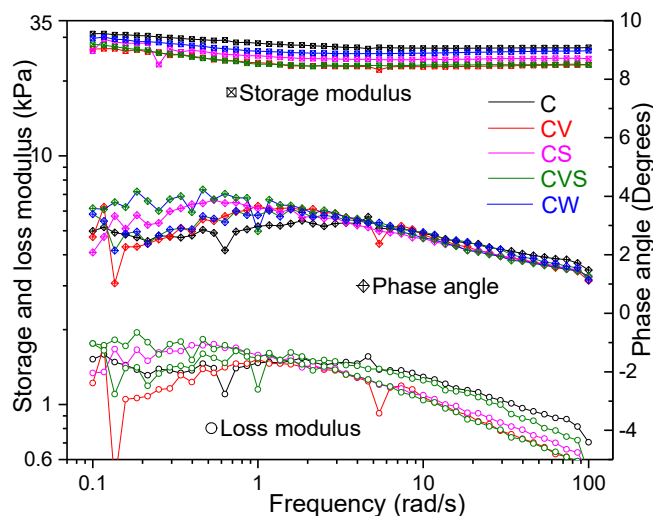 35
10
1
0.6
Storage and loss modulus (kPa)
Storage modulus
C
CV
CS
CVS
CW
Phase angle
Loss modulus
10
8
6
4
2
0
-2
-4
Phase angle (Degrees)
0.1
1
10
100
Frequency (rad/s)